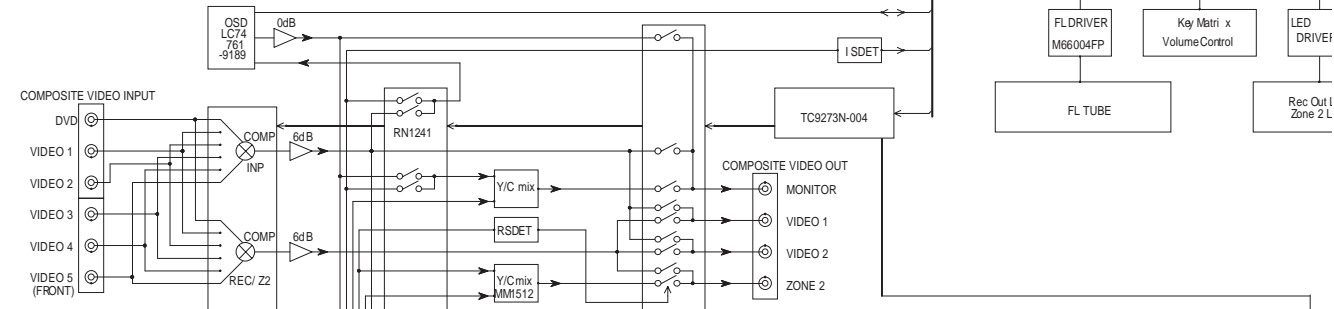 OSD
LC74
761
-9189
0dB
I SDET
FL DRIVER
M66004FP
Key Matri x
Volume Control
LED
DRIVER
FL TUBE
Rec Out L
Zone 2 L
COMPOSITE VIDEO INPUT
DVD
VIDEO 1
VIDEO 2
VIDEO 3
VIDEO 4
VIDEO 5
(FRONT)
COMP
INP
6dB
COMP
REC/ Z2
6dB
RN1241
Y/C mix
RSDET
Y/C mix
MM1512
TC9273N-004
COMPOSITE VIDEO OUT
MONITOR
VIDEO 1
VIDEO 2
ZONE 2